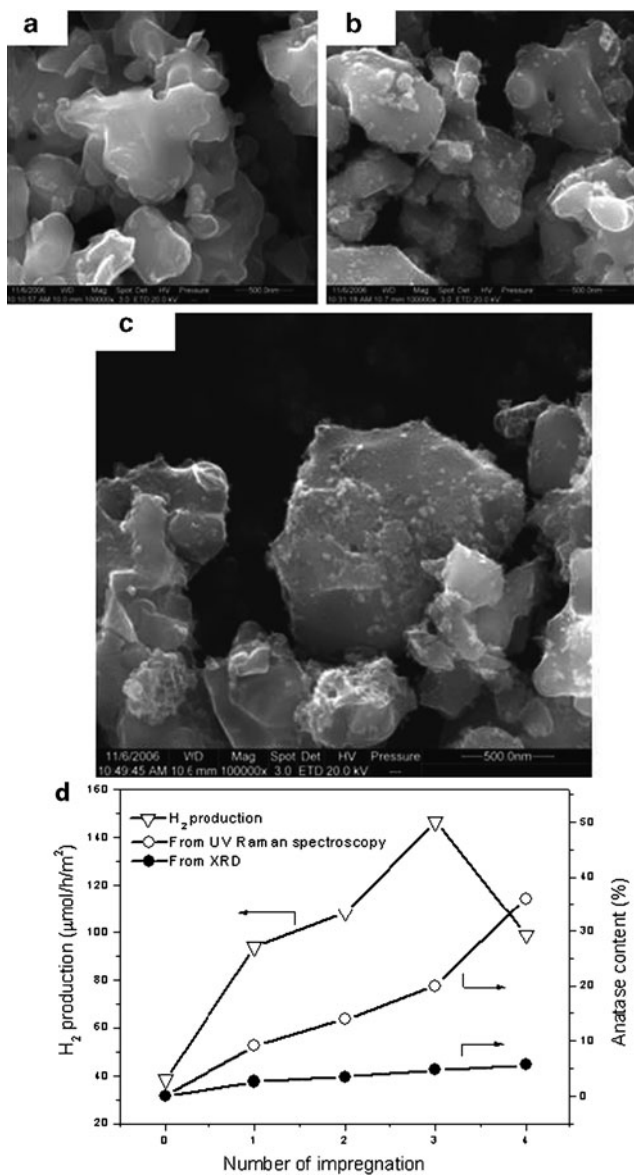 a
b
11/6/2006 WD Mag Spot Det HV Pressure 500.0nm
10:10:57 AM 10.0 mm 100000x 3.0 ETD 20.0 kV ---
11/6/2006 WD Mag Spot Det HV Pressure 500.0nm
10:31:19 AM 10.7 mm 100000x 3.0 ETD 20.0 kV ---
c
11/6/2006 WD Mag Spot Det HV Pressure 500.0nm
10:49:45 AM 10.6 mm 100000x 3.0 ETD 20.0 kV ---
d
160
140
120
100
80
60
40
20
H₂ production (µmol/h/m²)
H₂ production
From UV Raman spectroscopy
From XRD
50
40
30
20
10
0
Anatase content (%)
0 1 2 3 4
Number of impregnation